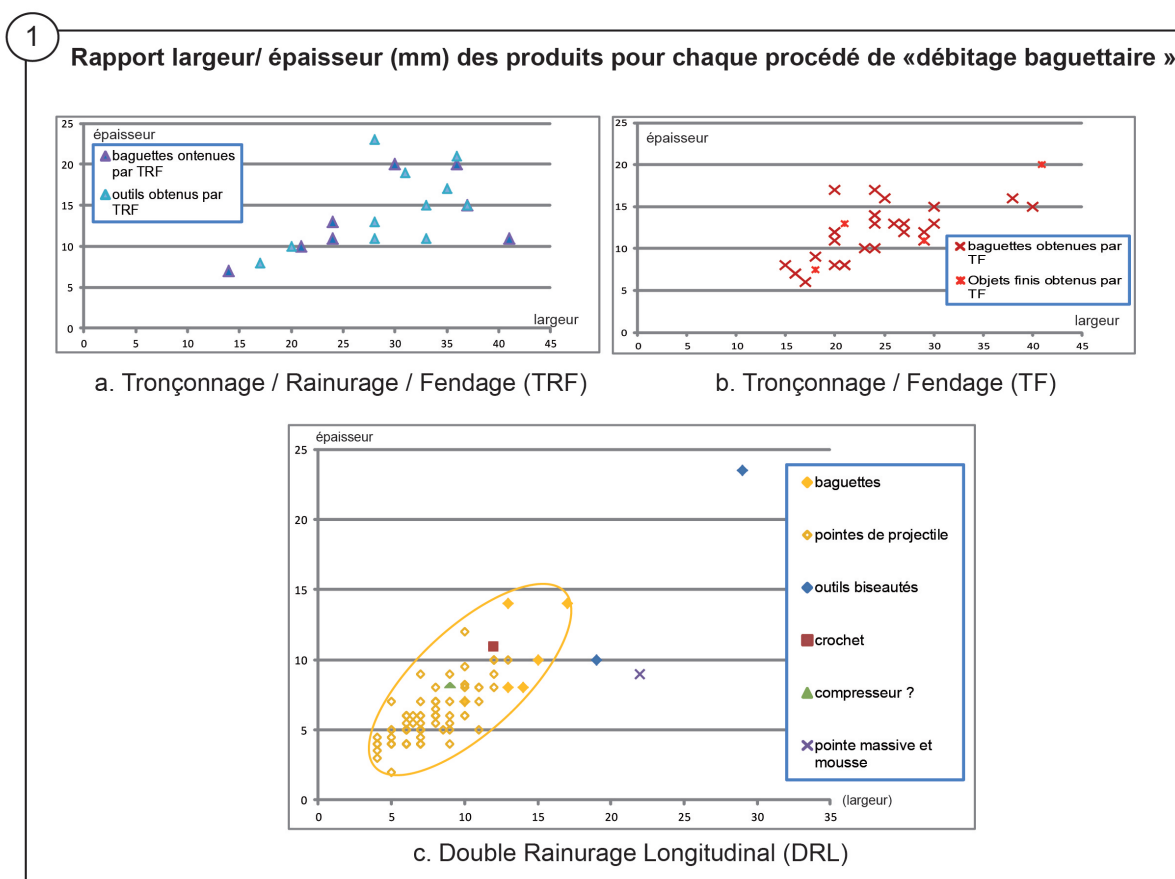 1
Rapport largeur/ épaisseur (mm) des produits pour chaque procédé de «débitage baguettaire »
25
20
15
10
5
0
épaisseur
baguettes ontenues
par TRF
outils obtenus par
TRF
largeur
0 5 10 15 20 25 30 35 40 45
a. Tronçonnage / Rainurage / Fendage (TRF)
25
20
15
10
5
0
épaisseur
baguettes obtenues par
TF
Objets finis obtenus par
TF
largeur
0 5 10 15 20 25 30 35 40 45
b. Tronçonnage / Fendage (TF)
épaisseur
25
20
15
10
5
0
baguettes
pointes de projectile
outils biseautés
crochet
compresseur ?
pointe massive et
mousse
0 5 10 15 20 25 30 35
(largeur)
c. Double Rainurage Longitudinal (DRL)